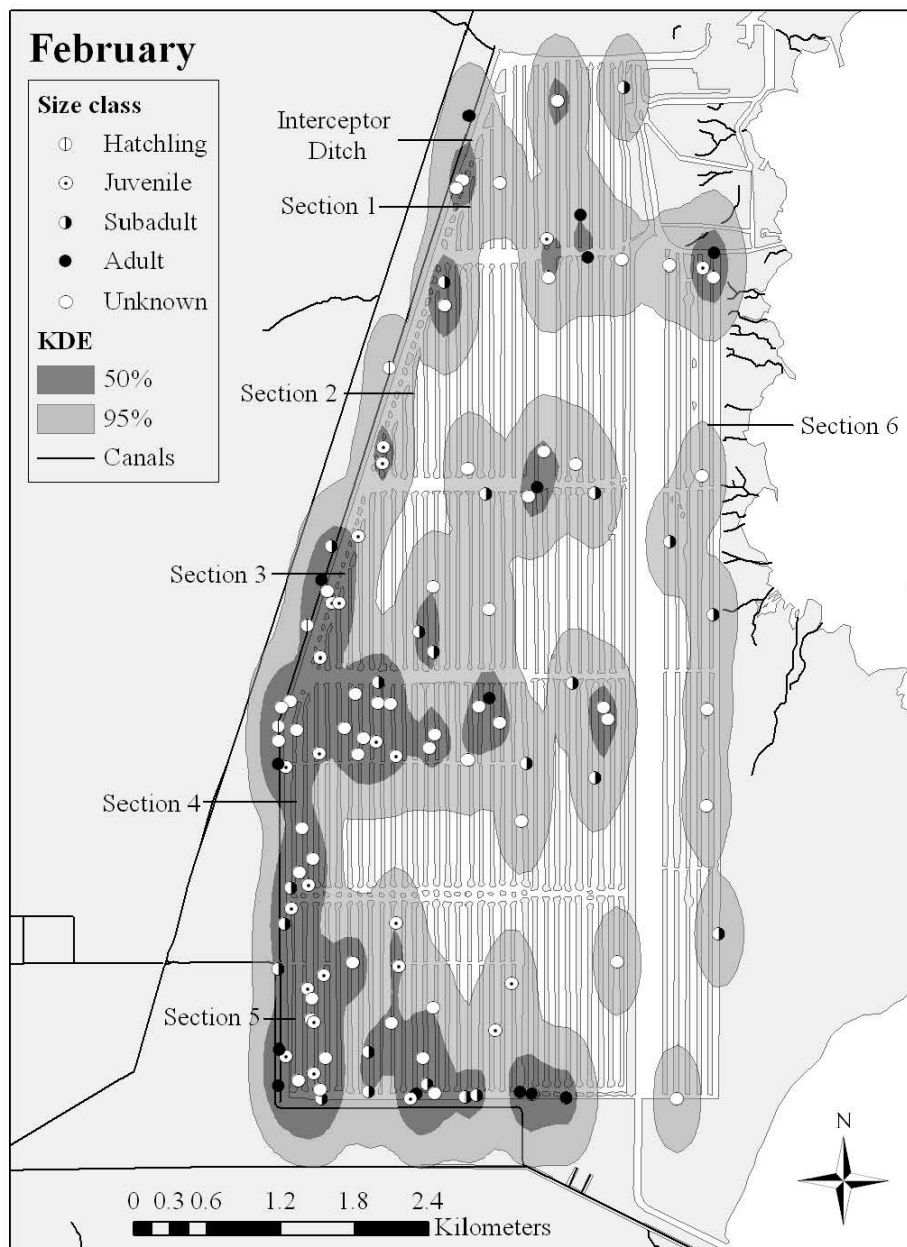 February
Size class
Hatchling
Juvenile
Subadult
Adult
Unknown
KDE
50%
95%
Canals
Interceptor
Ditch
Section 1
Section 2
Section 6
Section 3
Section 4
Section 5
N
0 0.3 0.6 1.2 1.8 2.4
Kilometers